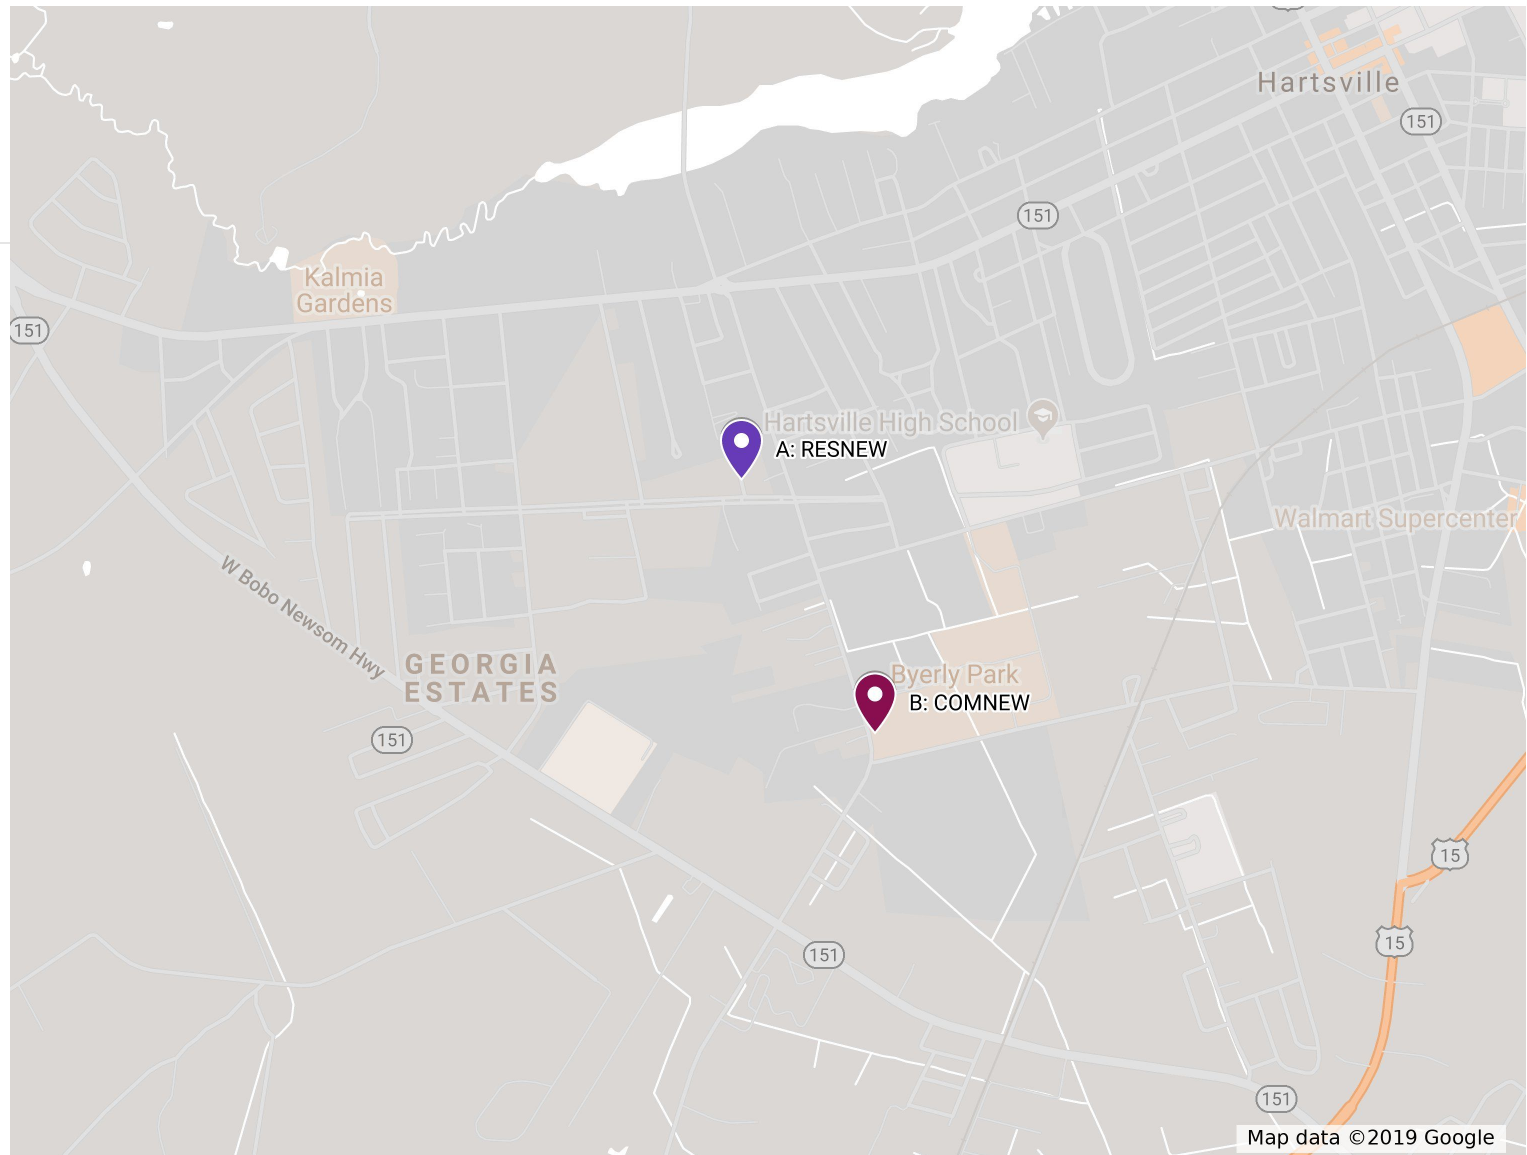 Hartsville
151
151
Kalmia
Gardens
151
Hartsville High School
A: RESNEW
Walmart Supercenter
W Bobo Newsom Hwy
GEORGIA
ESTATES
Byerly Park
B: COMNEW
151
15
15
151
151
Map data ©2019 Google